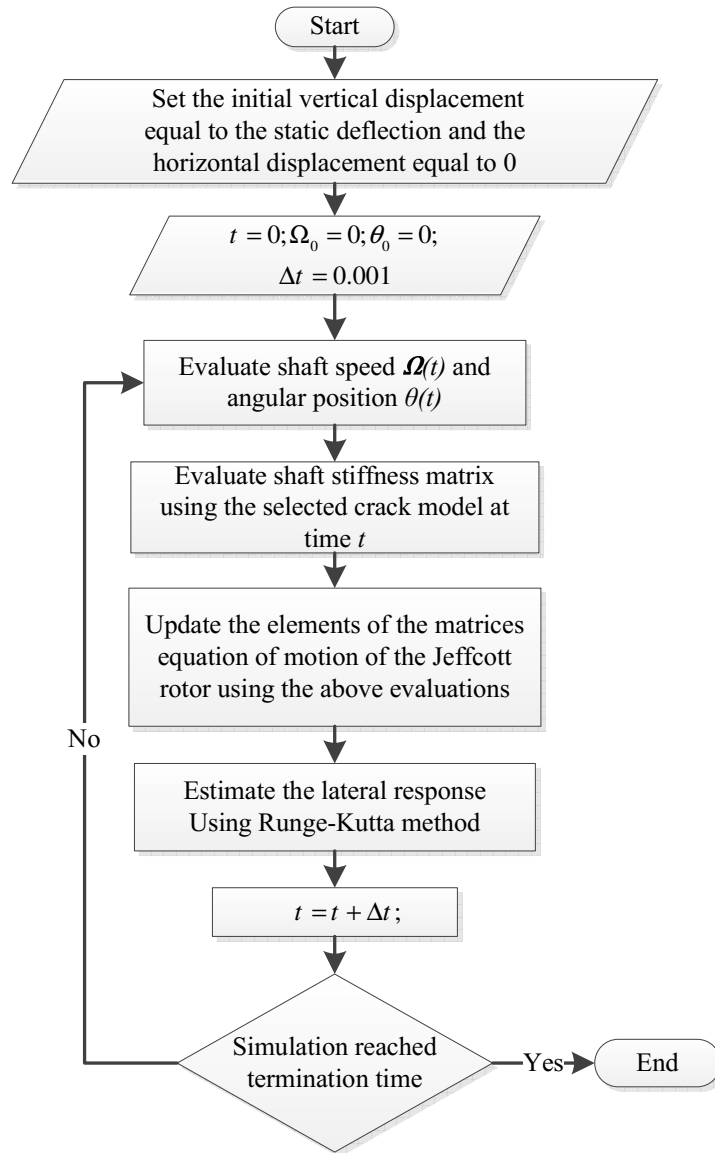 Start
Set the initial vertical displacement
equal to the static deflection and the
horizontal displacement equal to 0
t = 0; Ω₀ = 0; θ₀ = 0;
Δt = 0.001
Evaluate shaft speed Ω(t) and
angular position θ(t)
Evaluate shaft stiffness matrix
using the selected crack model at
time t
Update the elements of the matrices
equation of motion of the Jeffcott
rotor using the above evaluations
No
Estimate the lateral response
Using Runge-Kutta method
t = t + Δt;
Simulation reached
termination time
Yes
End